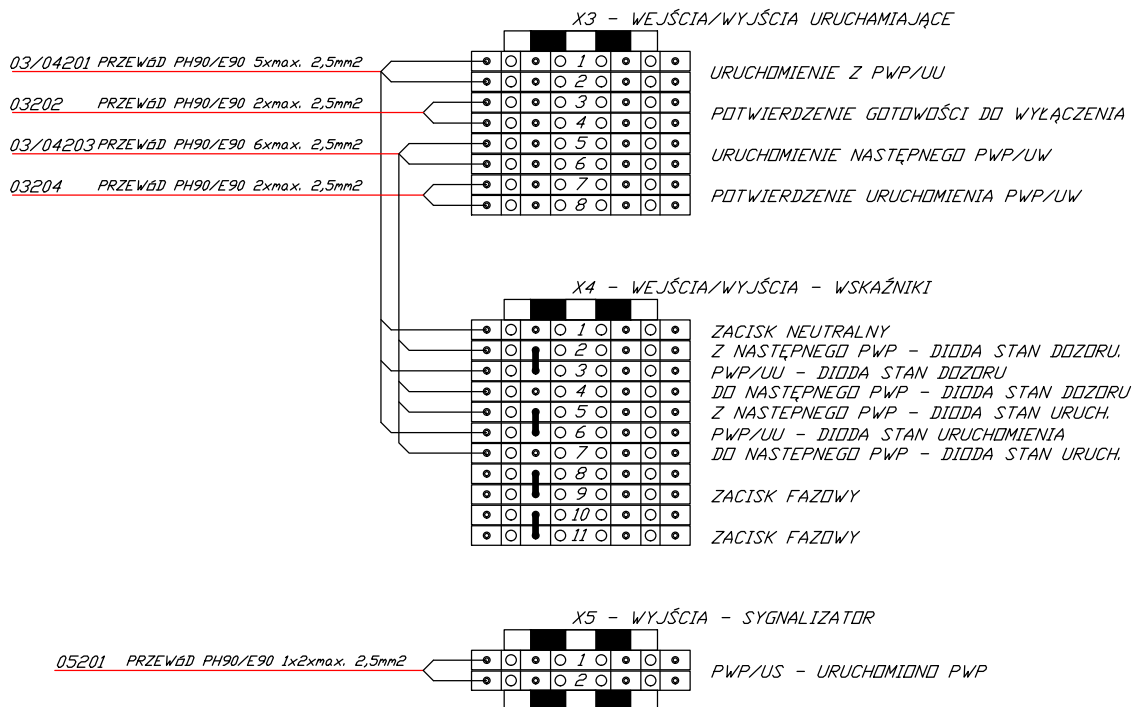 X3 - WEJŚCIA/WYJŚCIA URUCHAMIAJĄCE
03/04201 PRZEWÓD PH90/E90 5xmax. 2,5mm2
1
2
URUCHOMIENIE Z PWP/UU
03202 PRZEWÓD PH90/E90 2xmax. 2,5mm2
3
4
POTWIERDZENIE GOTOWOŚCI DO WYŁĄCZENIA
03/04203 PRZEWÓD PH90/E90 6xmax. 2,5mm2
5
6
URUCHOMIENIE NASTĘPNEGO PWP/UW
03204 PRZEWÓD PH90/E90 2xmax. 2,5mm2
7
8
POTWIERDZENIE URUCHOMIENIA PWP/UW
X4 - WEJŚCIA/WYJŚCIA - WSKAŹNIKI
1 ZACISK NEUTRALNY
2 Z NASTĘPNEGO PWP - DIODA STAN DOZORU.
3 PWP/UU - DIODA STAN DOZORU
4 DO NASTĘPNEGO PWP - DIODA STAN DOZORU
5 Z NASTEPNEGO PWP - DIODA STAN URUCH.
6 PWP/UU - DIODA STAN URUCHOMIENIA
7 DO NASTEPNEGO PWP - DIODA STAN URUCH.
8
9 ZACISK FAZOWY
10
11 ZACISK FAZOWY
X5 - WYJŚCIA - SYGNALIZATOR
05201 PRZEWÓD PH90/E90 1x2xmax. 2,5mm2
1
2
PWP/US - URUCHOMIONO PWP